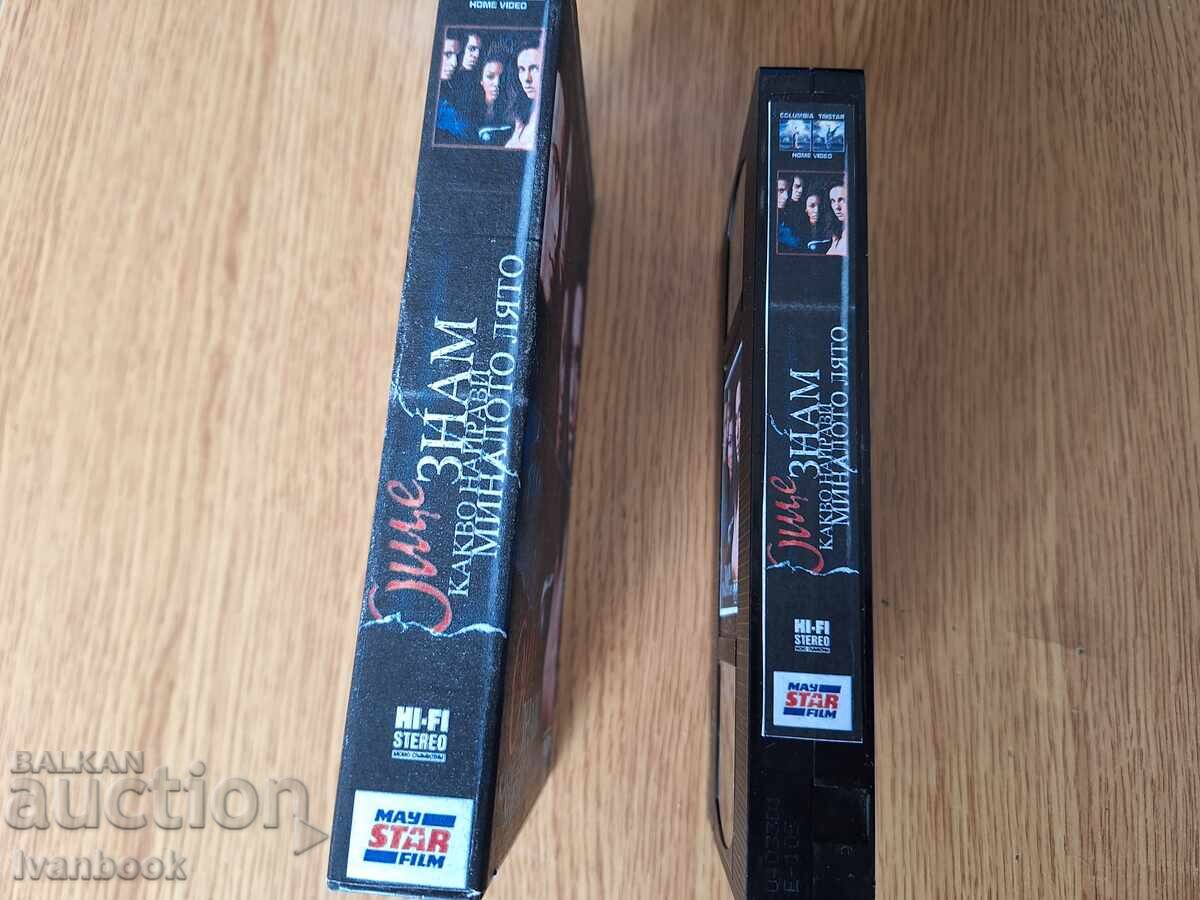 HOME VIDEO
Още
ЗНАМ
КАКВО НАПРАВИ
МИНАЛОТО ЛЯТО
HI-FI
STEREO
MAY
STAR
FILM
COLUMBIA TRISTAR
HOME VIDEO
Още
ЗНАМ
КАКВО НАПРАВИ
МИНАЛОТО ЛЯТО
HI-FI
STEREO
MAY
STAR
FILM
BALKAN
auction
Ivanbook